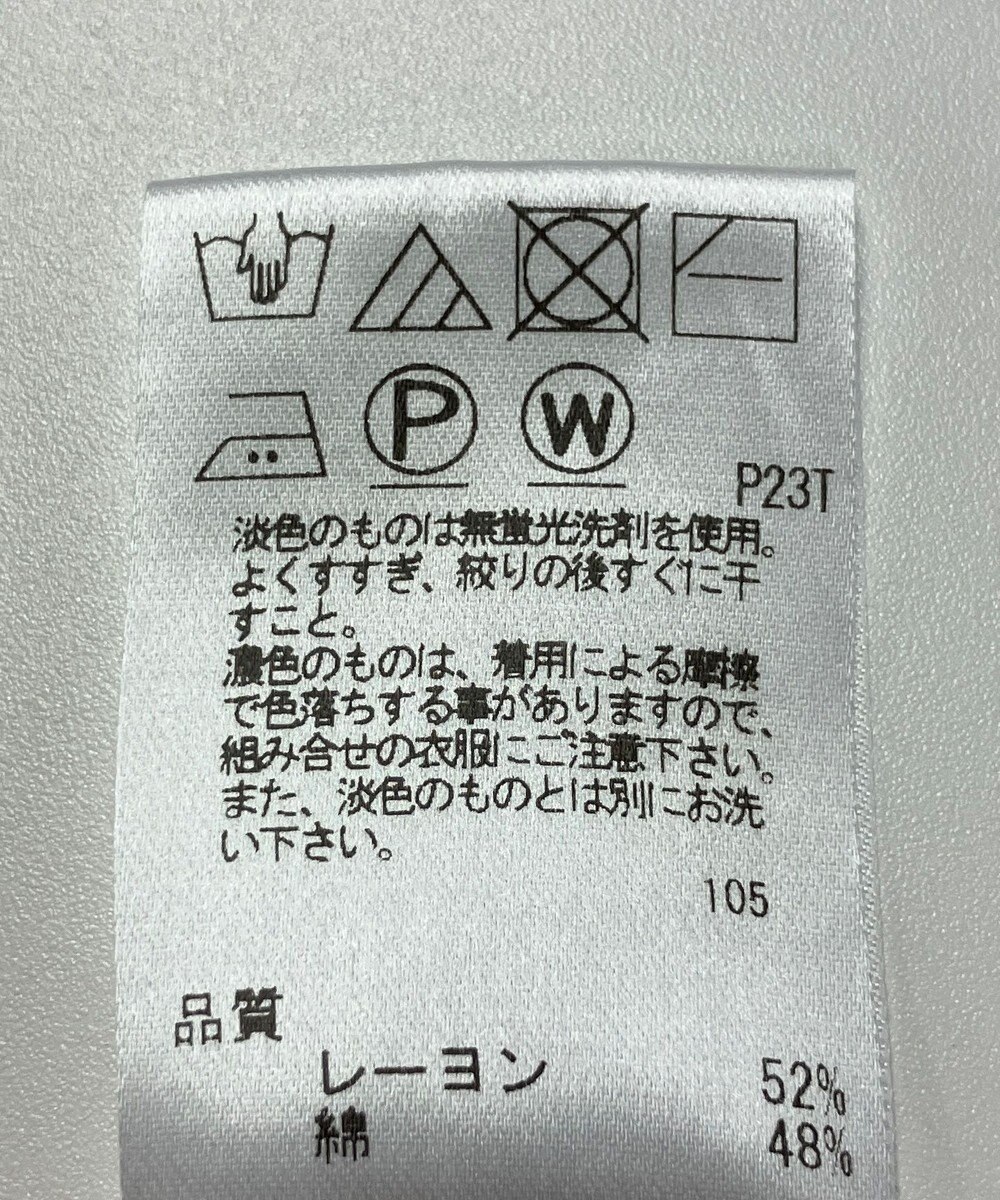 P
W
P23T
淡色のものは無蛍光洗剤を使用。
よくすすぎ、絞りの後すぐに干
すこと。
濃色のものは、着用による摩擦
で色落ちする事がありますので、
組み合せの衣服にご注意下さい。
また、淡色のものとは別にお洗
い下さい。
105
品質
レーヨン 52%
綿 48%